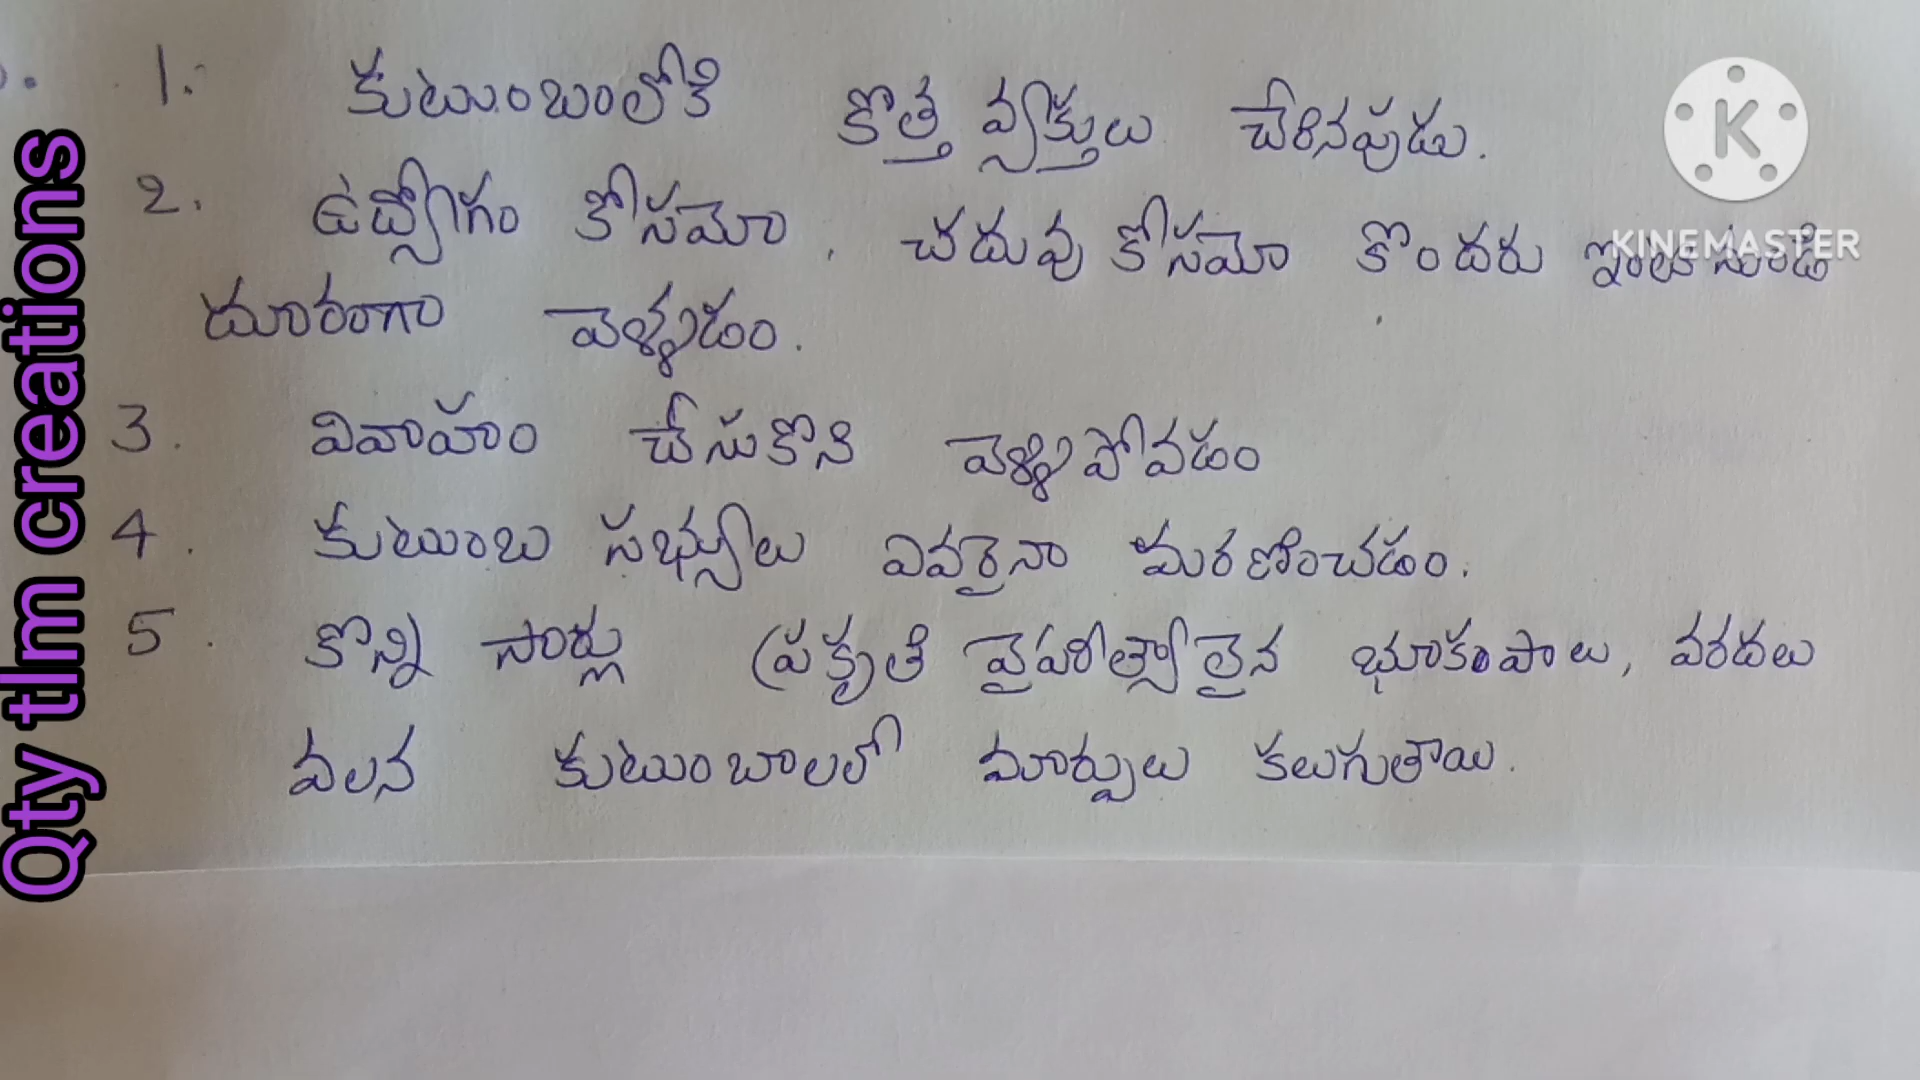 1. కుటుంబంలోకి కొత్త వ్యక్తులు చేరినపుడు.
2. ఉద్యోగం కోసమో, చదువు కోసమో కొందరు ఇంటి నుండి
దూరంగా వెళ్ళడం.
3. వివాహం చేసుకొని వెళ్ళిపోవడం
4. కుటుంబ సభ్యులు ఎవరైనా మరణించడం.
5. కొన్ని సార్లు ప్రకృతి వైపరీత్యాలైన భూకంపాలు, వరదలు
వలన కుటుంబాలలో మార్పులు కలుగుతాయి.
Qty tlm creations
K
KINEMASTER